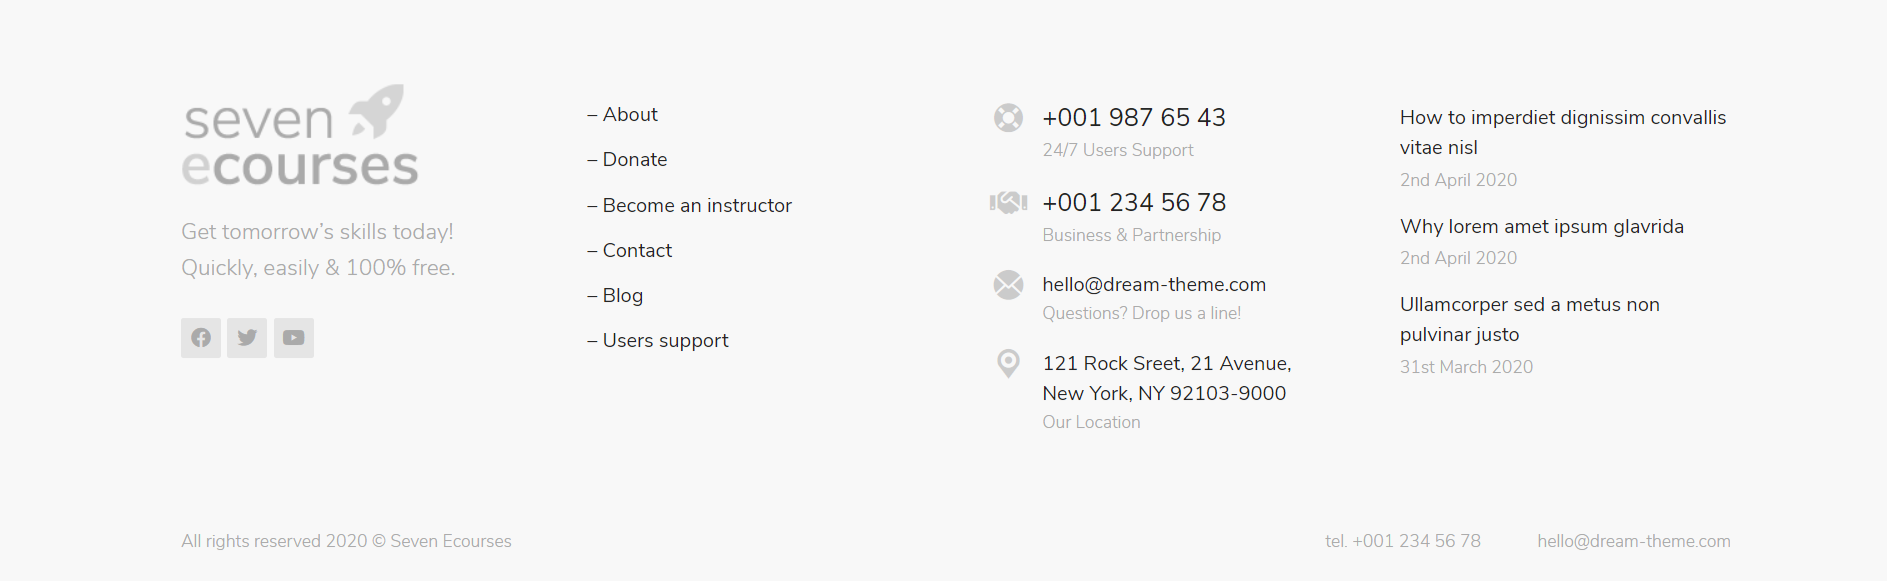 seven
ecourses
Get tomorrow's skills today!
Quickly, easily & 100% free.
– About
– Donate
– Become an instructor
– Contact
– Blog
– Users support
+001 987 65 43
24/7 Users Support
+001 234 56 78
Business & Partnership
hello@dream-theme.com
Questions? Drop us a line!
121 Rock Sreet, 21 Avenue,
New York, NY 92103-9000
Our Location
How to imperdiet dignissim convallis
vitae nisl
2nd April 2020
Why lorem amet ipsum glavrida
2nd April 2020
Ullamcorper sed a metus non
pulvinar justo
31st March 2020
All rights reserved 2020 © Seven Ecourses
tel. +001 234 56 78
hello@dream-theme.com